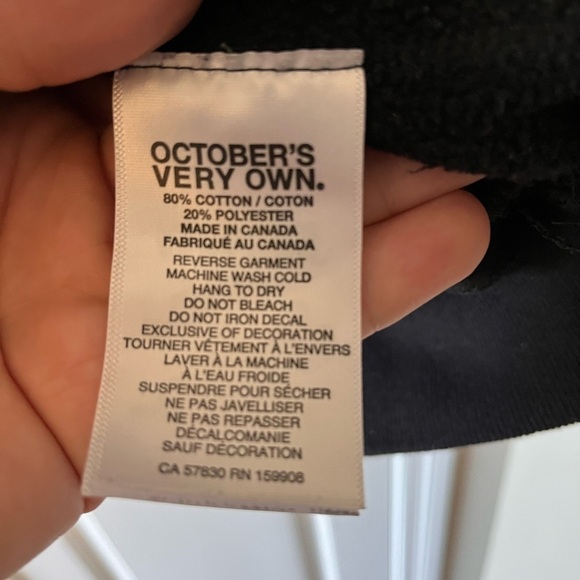 OCTOBER'S
VERY OWN.
80% COTTON / COTON
20% POLYESTER
MADE IN CANADA
FABRIQUÉ AU CANADA
REVERSE GARMENT
MACHINE WASH COLD
HANG TO DRY
DO NOT BLEACH
DO NOT IRON DECAL
EXCLUSIVE OF DECORATION
TOURNER VÊTEMENT À L'ENVERS
LAVER À LA MACHINE
À L'EAU FROIDE
SUSPENDRE POUR SÉCHER
NE PAS JAVELLISER
NE PAS REPASSER
DÉCALCOMANIE
SAUF DÉCORATION
CA 57830 RN 159908